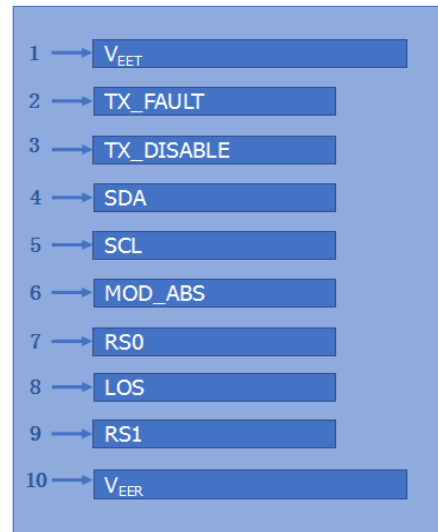 1 VEET
2 TX_FAULT
3 TX_DISABLE
4 SDA
5 SCL
6 MOD_ABS
7 RS0
8 LOS
9 RS1
10 VEER